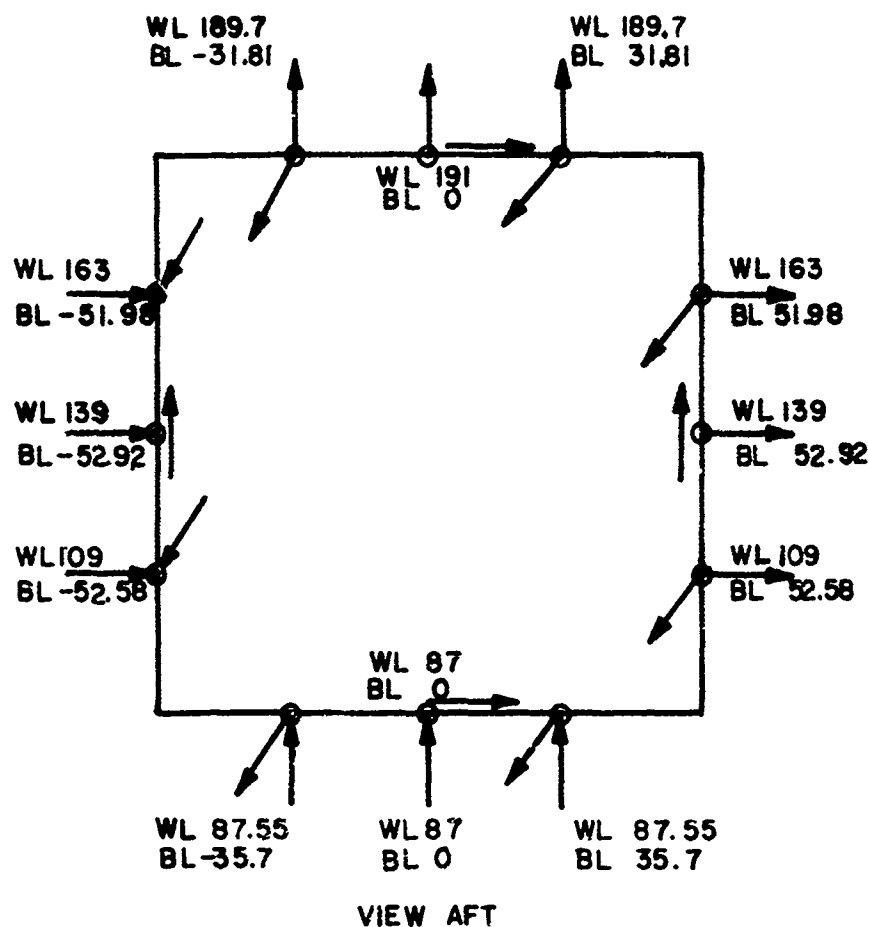 WL 189.7
BL -31.81
WL 189.7
BL 31.81
WL 191
BL 0
WL 163
BL -51.98
WL 163
BL 51.98
WL 139
BL -52.92
WL 139
BL 52.92
WL 109
BL -52.58
WL 109
BL 52.58
WL 87
BL 0
WL 87.55
BL -35.7
WL 87
BL 0
WL 87.55
BL 35.7
VIEW AFT